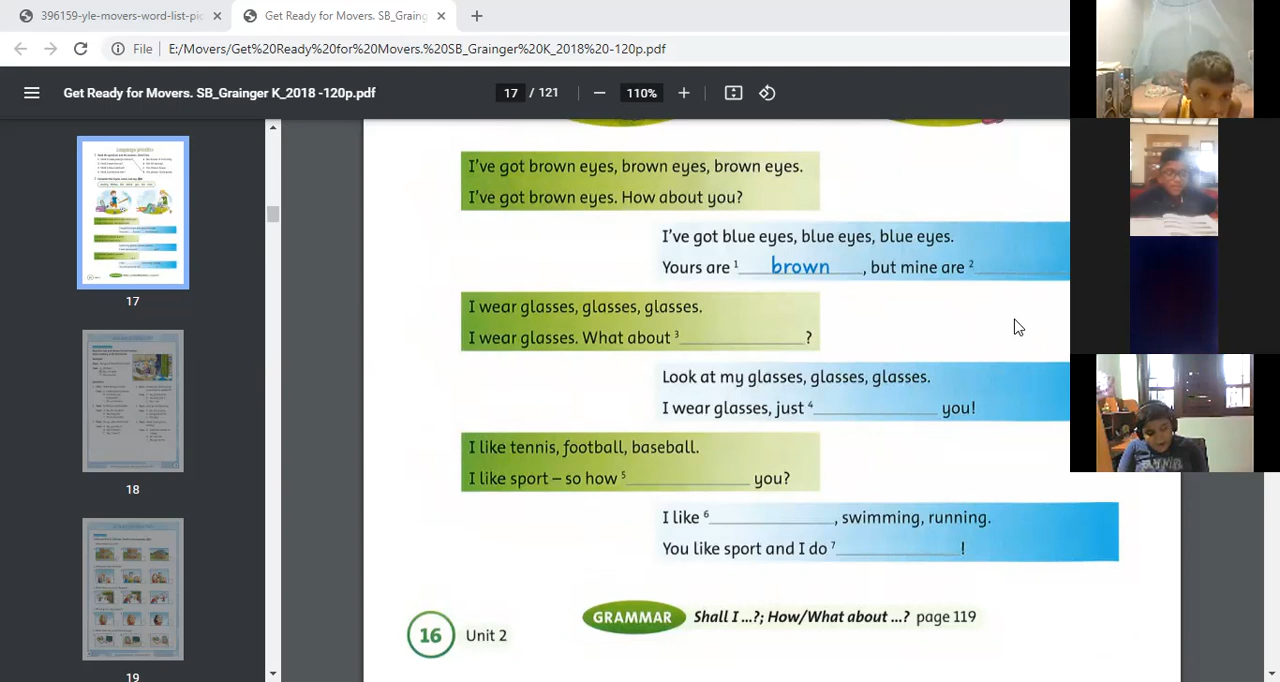 396159-yle-movers-word-list-pic
Get Ready for Movers. SB_Graing
File E:/Movers/Get%20Ready%20for%20Movers.%20SB_Grainger%20K_2018%20-120p.pdf
Get Ready for Movers. SB_Grainger K_2018 -120p.pdf
17 / 121
110%
I've got brown eyes, brown eyes, brown eyes.
I've got brown eyes. How about you?
I've got blue eyes, blue eyes, blue eyes.
Yours are 1 brown, but mine are 2
I wear glasses, glasses, glasses.
I wear glasses. What about 3 ?
Look at my glasses, glasses, glasses.
I wear glasses, just 4 you!
I like tennis, football, baseball.
I like sport – so how 5 you?
I like 6 , swimming, running.
You like sport and I do 7 !
16 Unit 2
GRAMMAR Shall I ...?; How/What about ...? page 119
17
18
19